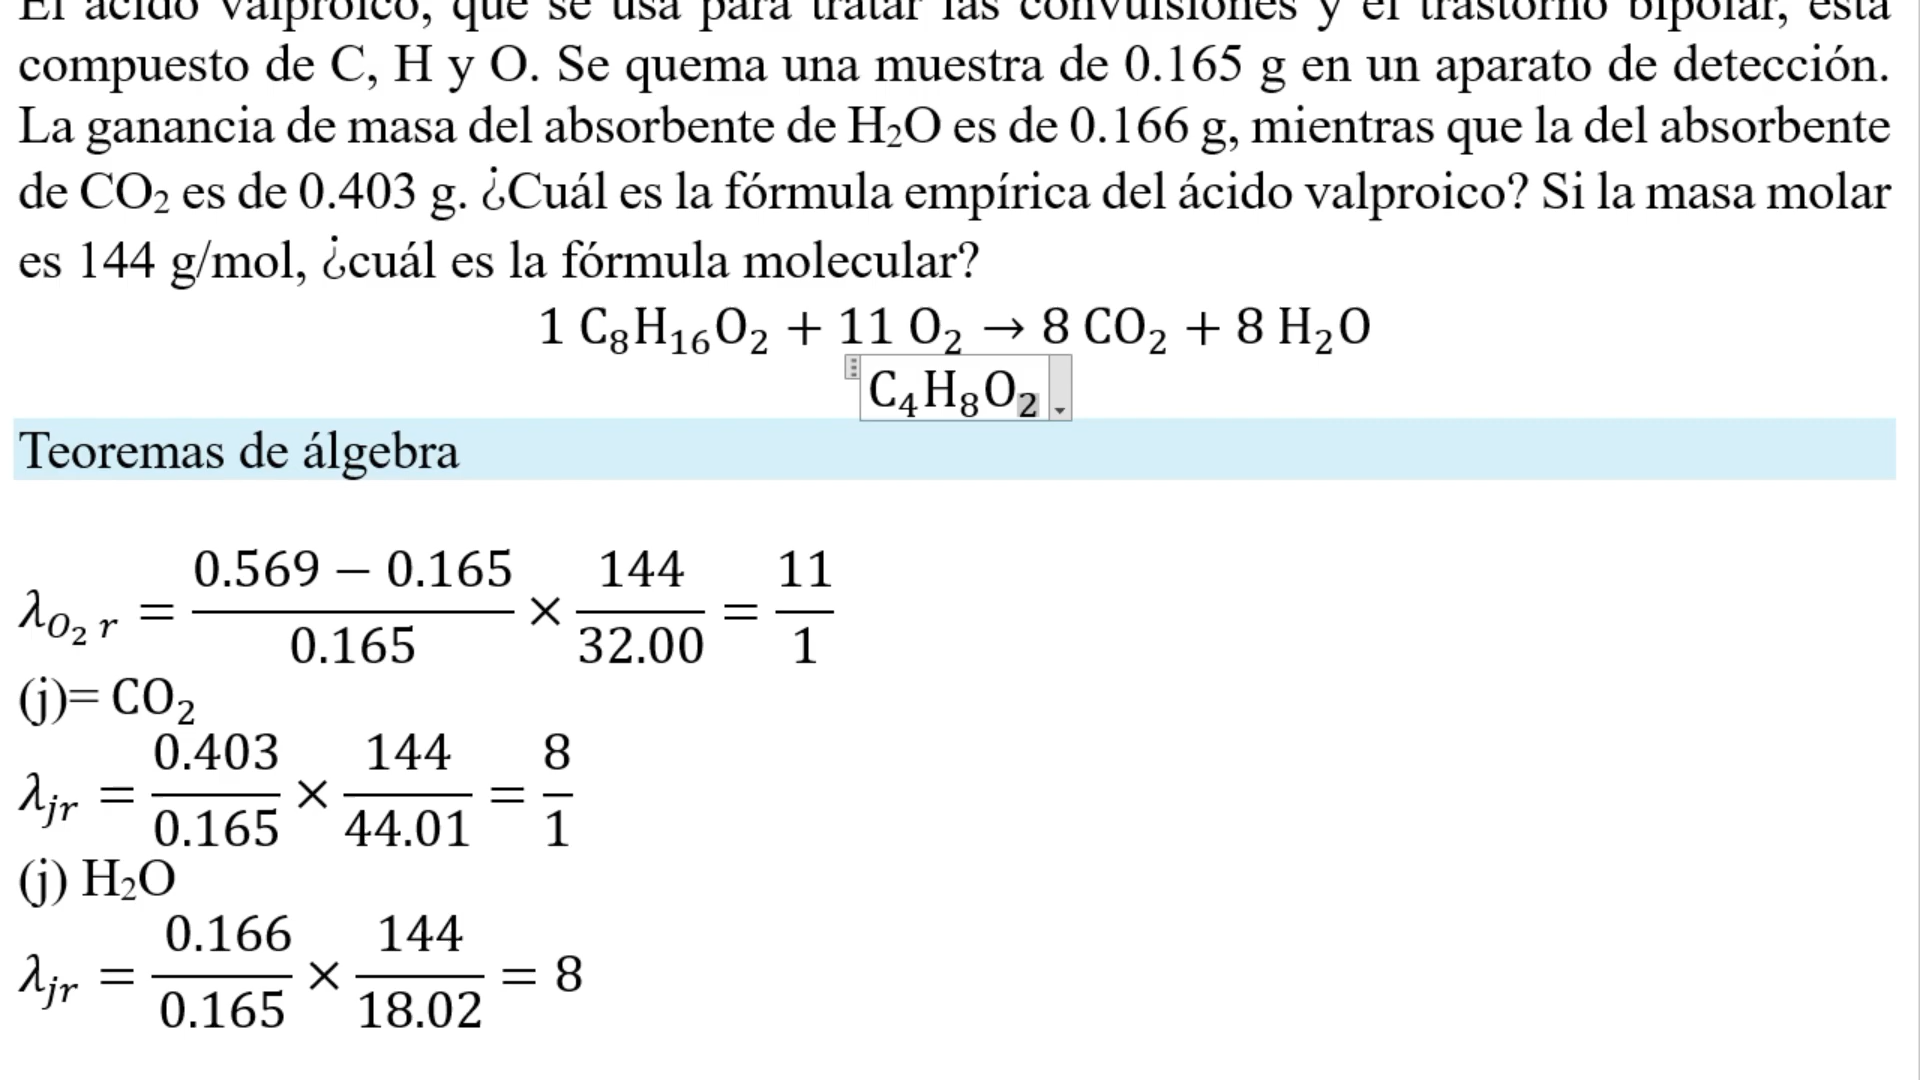 El ácido valproico, que se usa para tratar las convulsiones y el trastorno bipolar, está
compuesto de C, H y O. Se quema una muestra de 0.165 g en un aparato de detección.
La ganancia de masa del absorbente de H₂O es de 0.166 g, mientras que la del absorbente
de CO₂ es de 0.403 g. ¿Cuál es la fórmula empírica del ácido valproico? Si la masa molar
es 144 g/mol, ¿cuál es la fórmula molecular?
1 C₈H₁₆O₂ + 11 O₂ → 8 CO₂ + 8 H₂O
C₄H₈O₂
Teoremas de álgebra
λ_{O₂ r} = (0.569 − 0.165)/0.165 × 144/32.00 = 11/1
(j)= CO₂
λ_{jr} = 0.403/0.165 × 144/44.01 = 8/1
(j) H₂O
λ_{jr} = 0.166/0.165 × 144/18.02 = 8